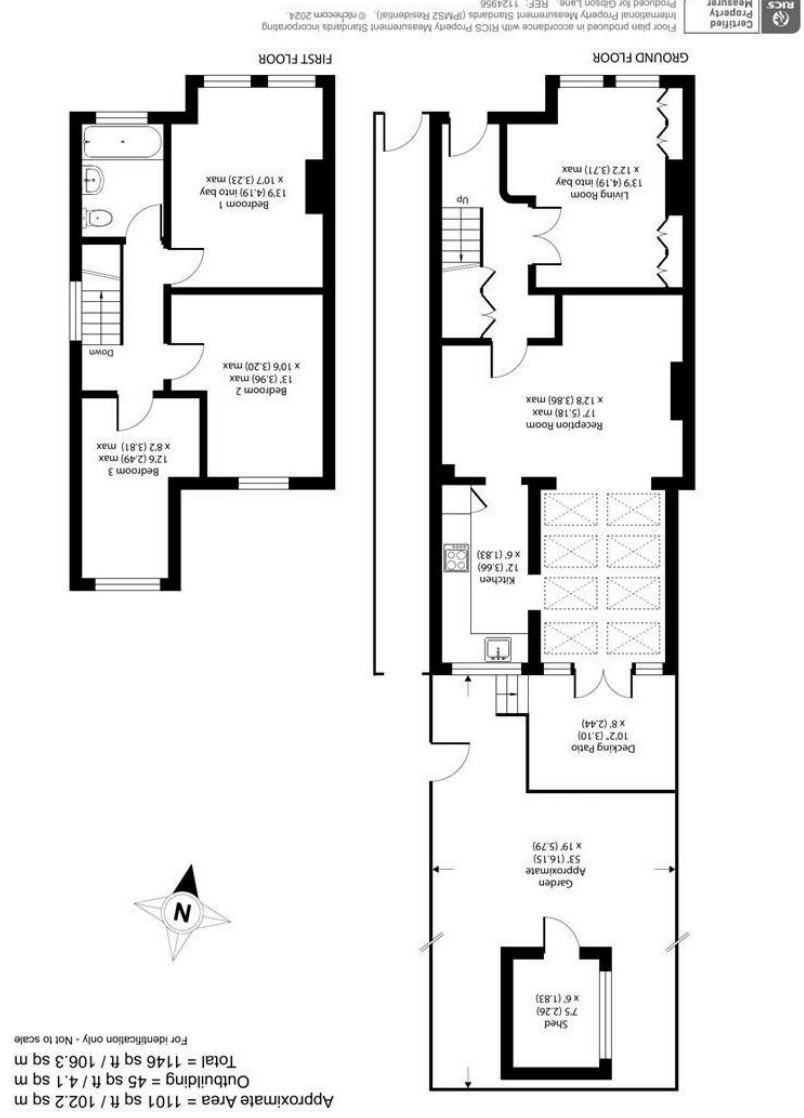 Approximate Area = 1101 sq ft / 102.2 sq m
Outbuilding = 45 sq ft / 4.1 sq m
Total = 1146 sq ft / 106.3 sq m
For identification only - Not to scale
Shed
7'5 (2.26)
x 6' (1.83)
Garden
Approximate
53' (16.15)
x 19' (5.79)
N
Decking Patio
10'2" (3.10)
x 8' (2.44)
Kitchen
12' (3.66)
x 6' (1.83)
Reception Room
17' (5.18) max
x 12'8 (3.86) max
Living Room
13'9 (4.19) into bay
x 12'2 (3.71) max
Up
GROUND FLOOR
Bedroom 3
12'6 (2.49) max
x 8'2 (3.81) max
Bedroom 2
13' (3.96) max
x 10'6 (3.20) max
Down
Bedroom 1
13'9 (4.19) into bay
x 10'7 (3.23) max
FIRST FLOOR
RICS
Certified
Property
Measurer
Floor plan produced in accordance with RICS Property Measurement Standards incorporating
International Property Measurement Standards (IPMS2 Residential). © nichecom 2024.
Produced for Gibson Lane. REF: 1124956